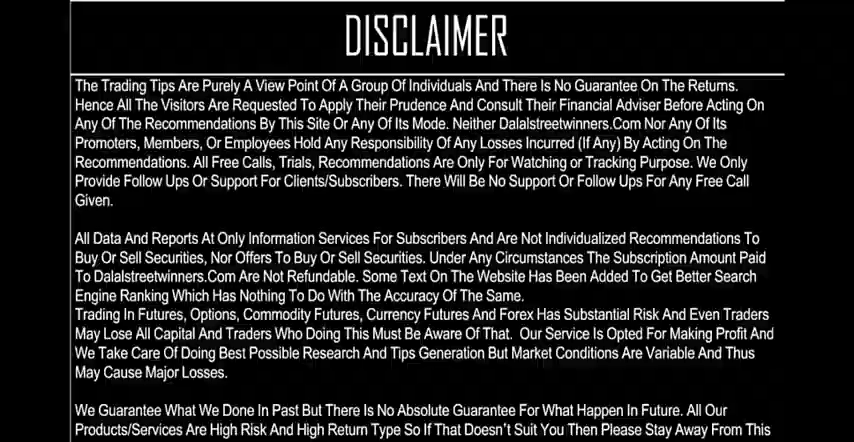 DISCLAIMER
The Trading Tips Are Purely A View Point Of A Group Of Individuals And There Is No Guarantee On The Returns.
Hence All The Visitors Are Requested To Apply Their Prudence And Consult Their Financial Adviser Before Acting On
Any Of The Recommendations By This Site Or Any Of Its Mode. Neither Dalalstreetwinners.Com Nor Any Of Its
Promoters, Members, Or Employees Hold Any Responsibility Of Any Losses Incurred (If Any) By Acting On The
Recommendations. All Free Calls, Trials, Recommendations Are Only For Watching or Tracking Purpose. We Only
Provide Follow Ups Or Support For Clients/Subscribers. There Will Be No Support Or Follow Ups For Any Free Call
Given.
All Data And Reports At Only Information Services For Subscribers And Are Not Individualized Recommendations To
Buy Or Sell Securities, Nor Offers To Buy Or Sell Securities. Under Any Circumstances The Subscription Amount Paid
To Dalalstreetwinners.Com Are Not Refundable. Some Text On The Website Has Been Added To Get Better Search
Engine Ranking Which Has Nothing To Do With The Accuracy Of The Same.
Trading In Futures, Options, Commodity Futures, Currency Futures And Forex Has Substantial Risk And Even Traders
May Lose All Capital And Traders Who Doing This Must Be Aware Of That. Our Service Is Opted For Making Profit And
We Take Care Of Doing Best Possible Research And Tips Generation But Market Conditions Are Variable And Thus
May Cause Major Losses.
We Guarantee What We Done In Past But There Is No Absolute Guarantee For What Happen In Future. All Our
Products/Services Are High Risk And High Return Type So If That Doesn't Suit You Then Please Stay Away From This